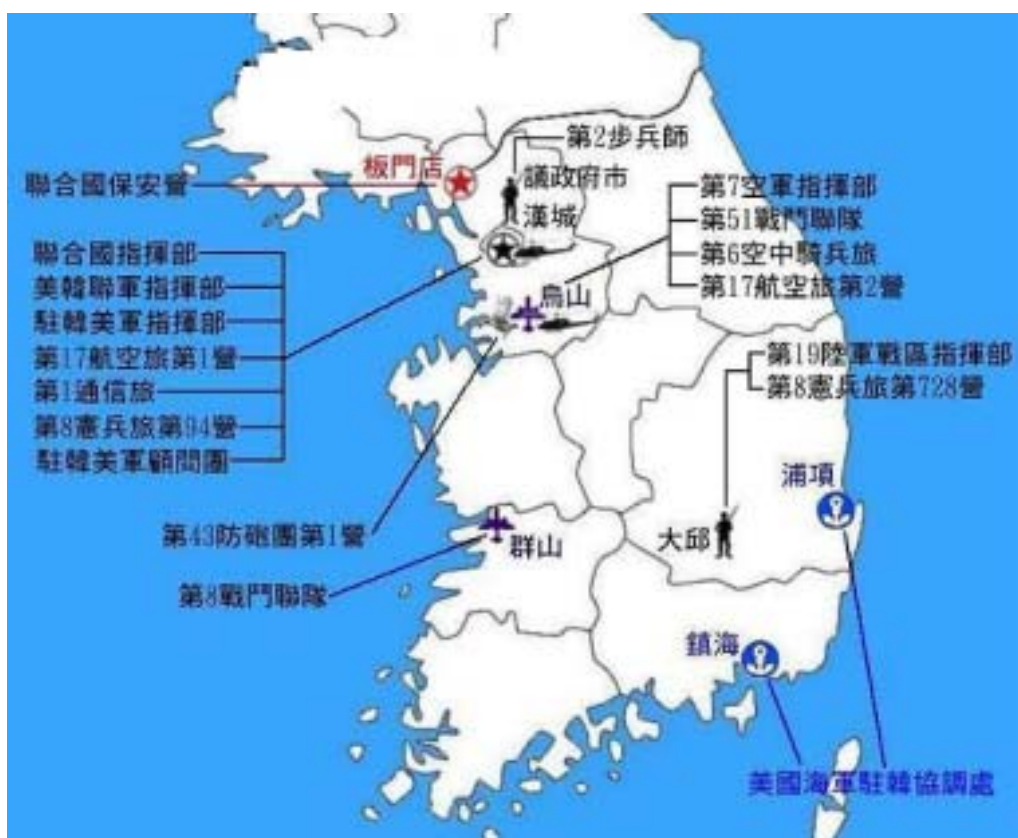 第2步兵師
板門店
聯合國保安營
議政府市
漢城
第7空軍指揮部
第51戰鬥聯隊
第6空中騎兵旅
第17航空旅第2營
聯合國指揮部
美韓聯軍指揮部
駐韓美軍指揮部
第17航空旅第1營
第1通信旅
第8憲兵旅第94營
駐韓美軍顧問團
烏山
第19陸軍戰區指揮部
第8憲兵旅第728營
浦項
第43防砲團第1營
群山
大邱
第8戰鬥聯隊
鎮海
美國海軍駐韓協調處